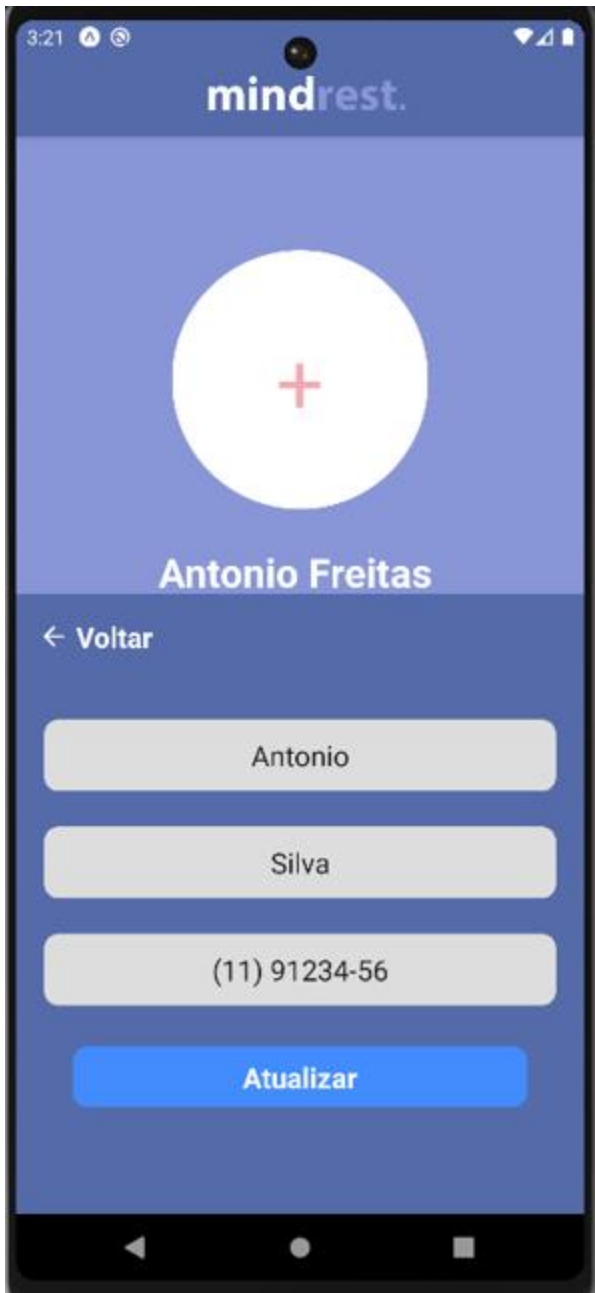 3:21
mindrest.
Antonio Freitas
← Voltar
Antonio
Silva
(11) 91234-56
Atualizar